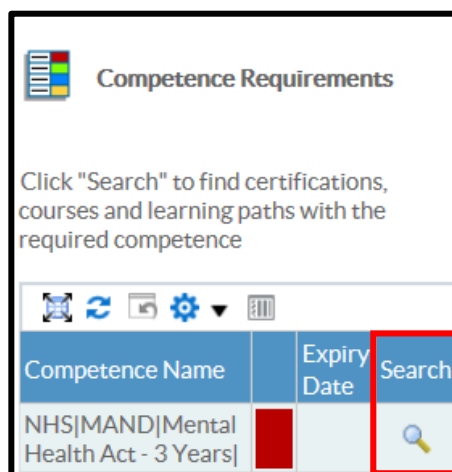 Competence Requirements
Click "Search" to find certifications,
courses and learning paths with the
required competence
Competence Name
Expiry
Date
Search
NHS|MAND|Mental
Health Act - 3 Years|